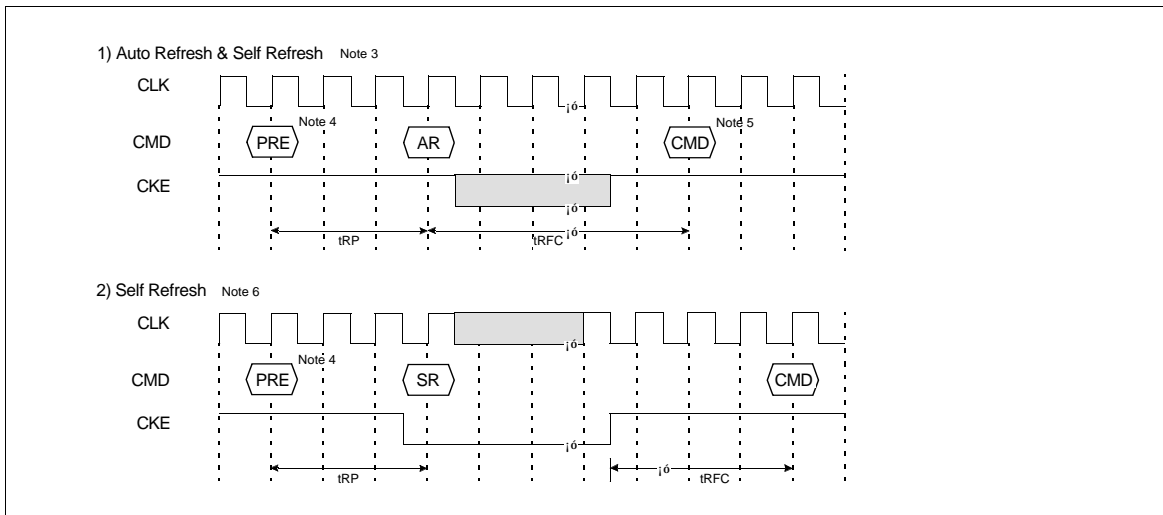 1) Auto Refresh & Self Refresh Note 3
CLK
¡ó
CMD PRE Note 4 AR CMD Note 5
CKE
¡ó
¡ó
tRP tRFC ¡ó
2) Self Refresh Note 6
CLK
¡ó
CMD PRE Note 4 SR CMD
CKE
¡ó
tRP ¡ó tRFC